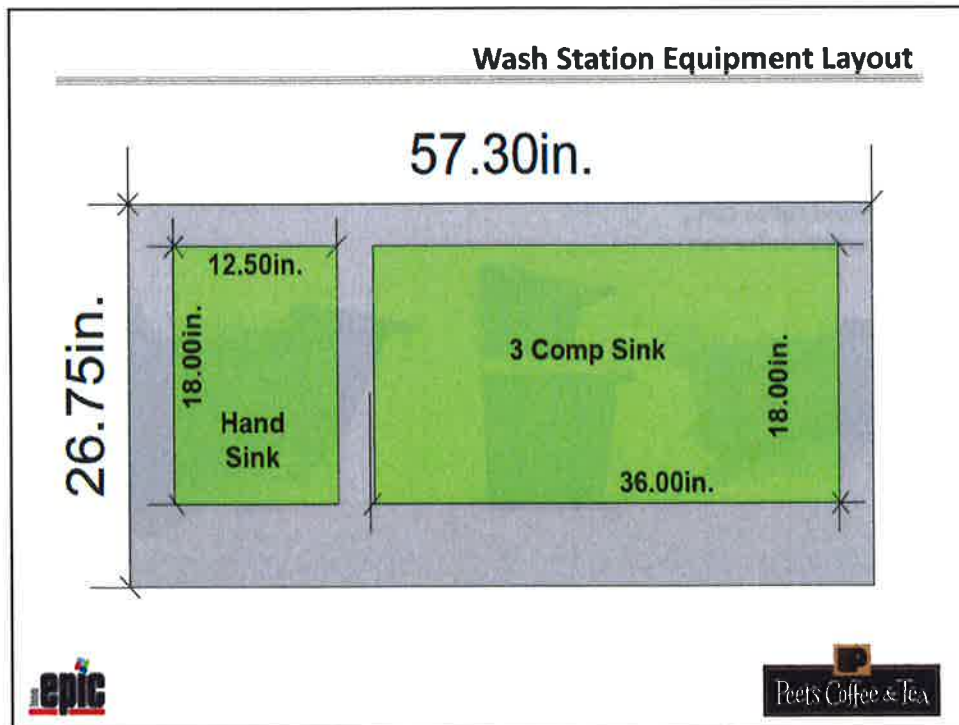 Wash Station Equipment Layout
57.30in.
12.50in.
18.00in.
Hand
Sink
3 Comp Sink
18.00in.
36.00in.
26.75in.
epic
Peets Coffee & Tea